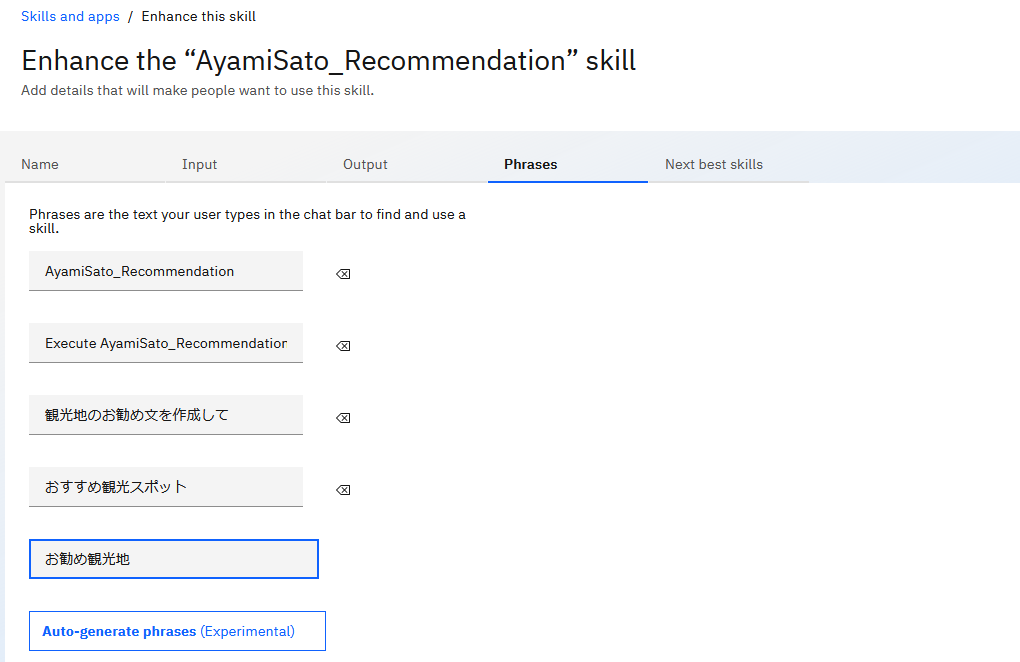 Skills and apps / Enhance this skill
Enhance the “AyamiSato_Recommendation” skill
Add details that will make people want to use this skill.
Name Input Output Phrases Next best skills
Phrases are the text your user types in the chat bar to find and use a
skill.
AyamiSato_Recommendation
Execute AyamiSato_Recommendation
観光地のお勧め文を作成して
おすすめ観光スポット
お勧め観光地
Auto-generate phrases (Experimental)